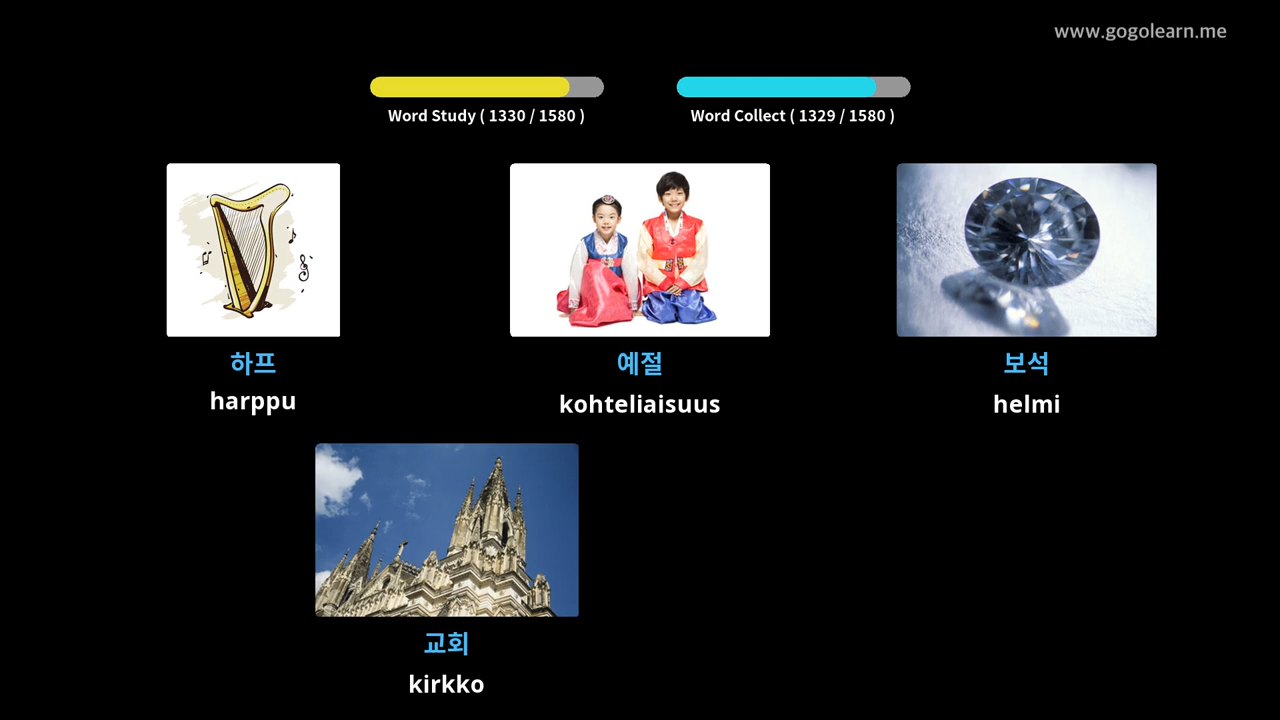 www.gogolearn.me
Word Study ( 1330 / 1580 )
Word Collect ( 1329 / 1580 )
하프
harppu
예절
kohteliaisuus
보석
helmi
교회
kirkko